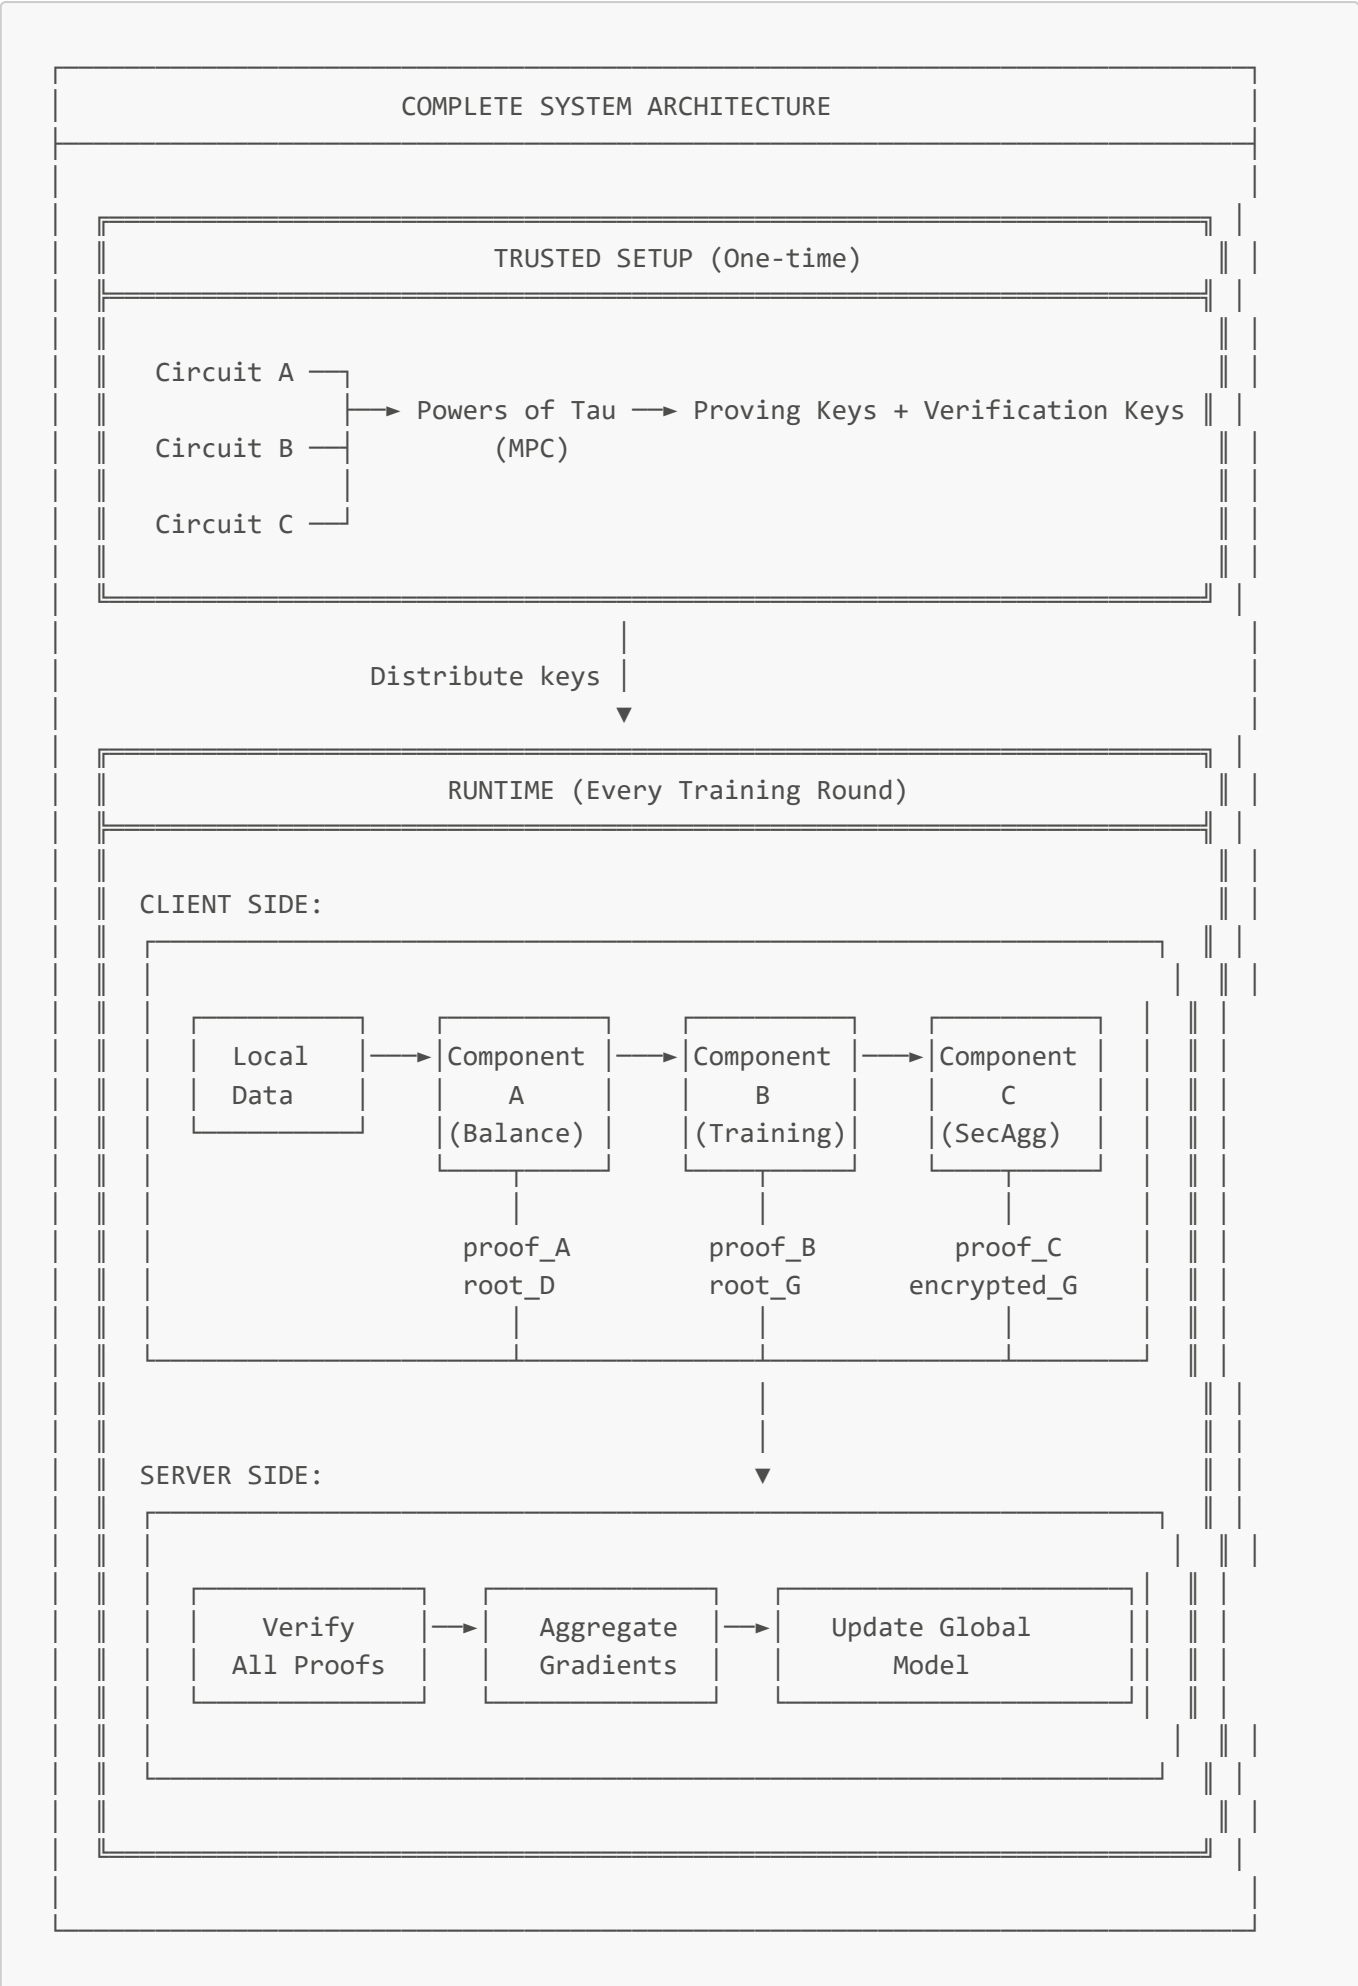 COMPLETE SYSTEM ARCHITECTURE
TRUSTED SETUP (One-time)
Circuit A
Powers of Tau Proving Keys + Verification Keys
Circuit B (MPC)
Circuit C
Distribute keys
RUNTIME (Every Training Round)
CLIENT SIDE:
Local Component Component Component
Data A B C
(Balance) (Training) (SecAgg)
proof_A proof_B proof_C
root_D root_G encrypted_G
SERVER SIDE:
Verify Aggregate Update Global
All Proofs Gradients Model